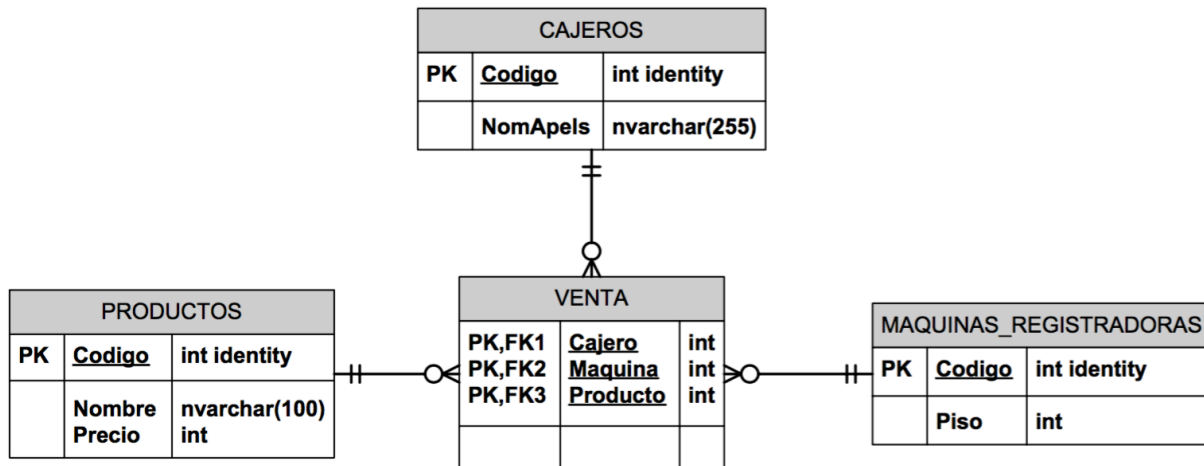 CAJEROS
PK Codigo int identity
NomApels nvarchar(255)
PRODUCTOS
PK Codigo int identity
Nombre nvarchar(100)
Precio int
VENTA
PK,FK1 Cajero int
PK,FK2 Maquina int
PK,FK3 Producto int
MAQUINAS_REGISTRADORAS
PK Codigo int identity
Piso int